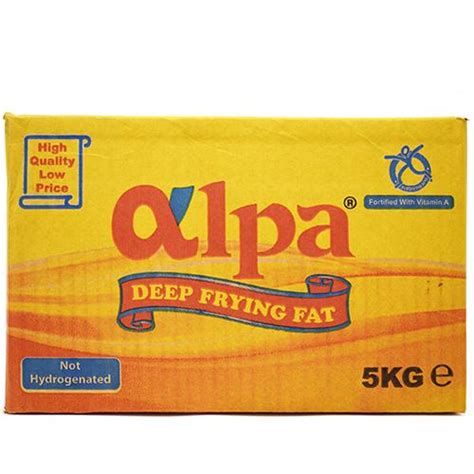 High
Quality
Low
Price
Fortified With Vitamin A
αlpa®
DEEP FRYING FAT
Not
Hydrogenated
5KG ℮